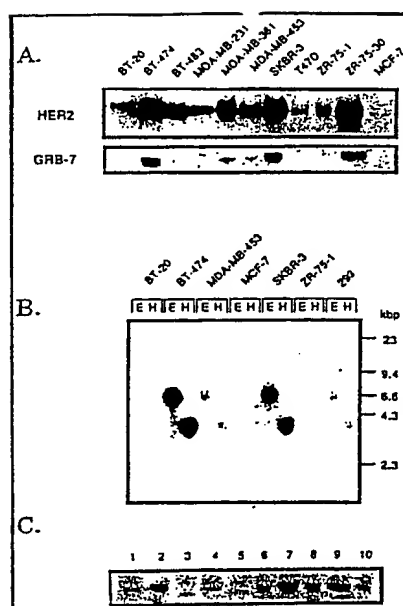 A.
BT-20
BT-474
BT-483
MDA-MB-231
MDA-MB-361
MDA-MB-453
SKBR-3
T47D
ZR-75-1
ZR-75-30
MCF-7
HER2
GRB-7
B.
BT-20
BT-474
MDA-MB-453
MCF-7
SKBR-3
ZR-75-1
293
E H E H E H E H E H E H E H
kbp
23
9.4
6.6
4.3
2.3
C.
1 2 3 4 5 6 7 8 9 10